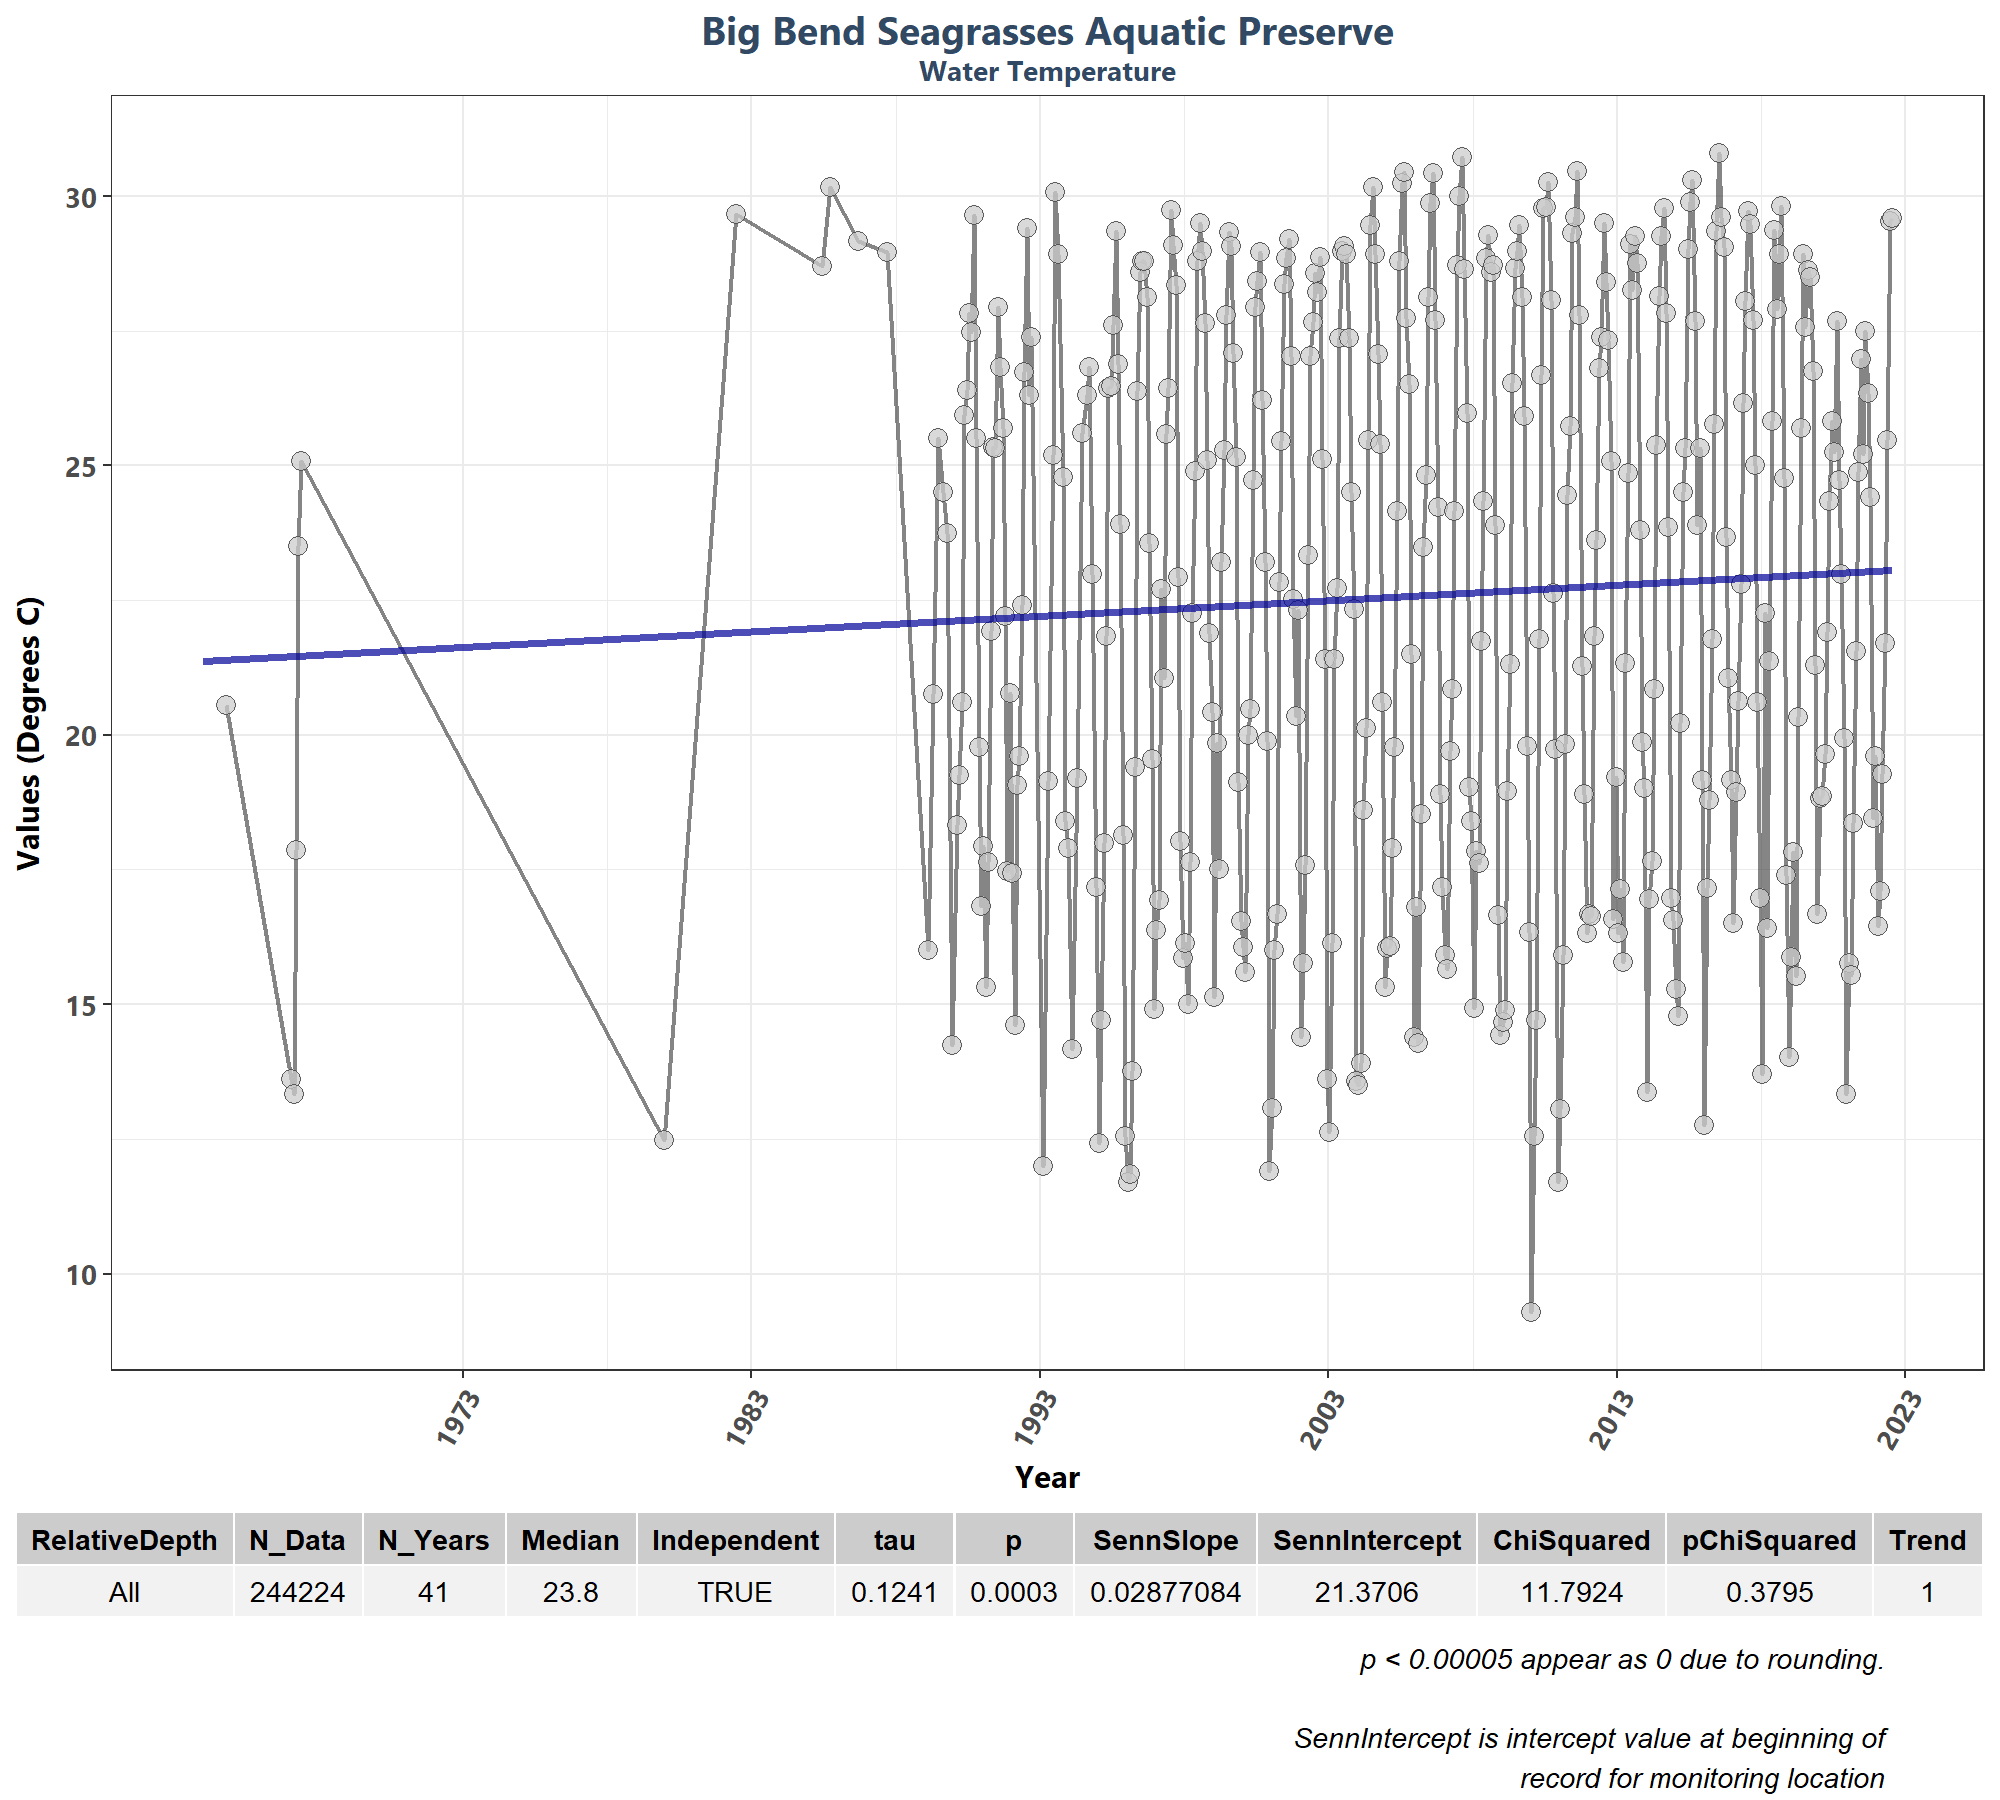 Big Bend Seagrasses Aquatic Preserve
Water Temperature
Values (Degrees C)
30
25
20
15
10
1973
1983
1993
2003
2013
2023
Year
RelativeDepth N_Data N_Years Median Independent tau p SennSlope SennIntercept ChiSquared pChiSquared Trend
All 244224 41 23.8 TRUE 0.1241 0.0003 0.02877084 21.3706 11.7924 0.3795 1
p < 0.00005 appear as 0 due to rounding.
SennIntercept is intercept value at beginning of
record for monitoring location